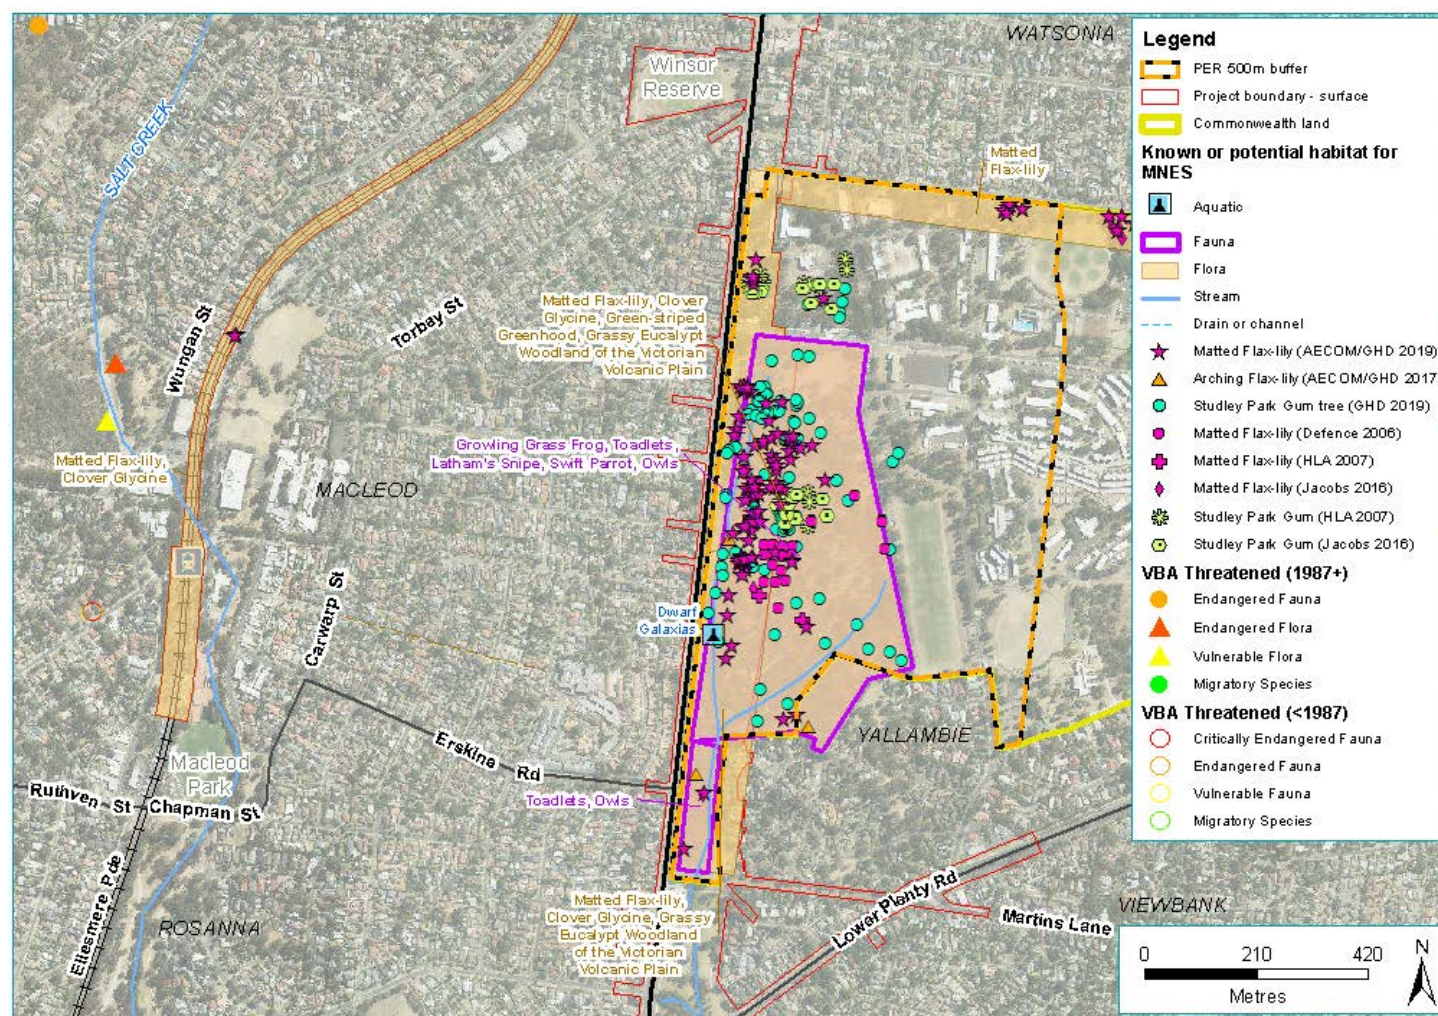 WATSONIA
Winsor
Reserve
SALT CREEK
Matted
Flax-lily
Wungan St
Torbay St
Matted Flax-lily, Clover
Glycine, Green-striped
Greenhood, Grassy Eucalypt
Woodland of the Victorian
Volcanic Plain
Growling Grass Frog, Toadlets,
Latham's Snipe, Swift Parrot, Owls
Matted Flax-lily,
Clover Glycine
MACLEOD
Carwarp St
Dwarf
Galaxias
YALLAMBIE
Erskine Rd
Macleod
Park
Ruthven St
Chapman St
Toadlets, Owls
Ellesmere Pde
ROSANNA
Matted Flax-lily,
Clover Glycine, Grassy
Eucalypt Woodland
of the Victorian
Volcanic Plain
Lower Plenty Rd
Martins Lane
VIEWBANK
Legend
PER 500m buffer
Project boundary - surface
Commonwealth land
Known or potential habitat for
MNES
Aquatic
Fauna
Flora
Stream
Drain or channel
Matted Flax-lily (AECOM/GHD 2019)
Arching Flax-lily (AECOM/GHD 2017
Studley Park Gum tree (GHD 2019)
Matted Flax-lily (Defence 2006)
Matted Flax-lily (HLA 2007)
Matted Flax-lily (Jacobs 2016)
Studley Park Gum (HLA 2007)
Studley Park Gum (Jacobs 2016)
VBA Threatened (1987+)
Endangered Fauna
Endangered Flora
Vulnerable Flora
Migratory Species
VBA Threatened (<1987)
Critically Endangered Fauna
Endangered Fauna
Vulnerable Fauna
Migratory Species
0 210 420
Metres
N